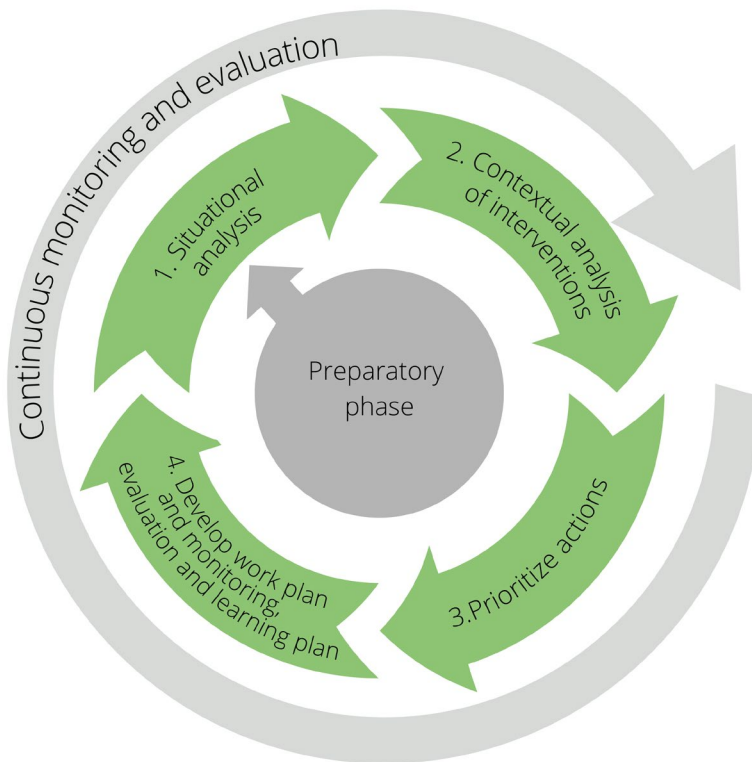 Continuous monitoring and evaluation
1. Situational
analysis
2. Contextual analysis
of interventions
Preparatory
phase
3.Prioritize actions
4. Develop work plan
and monitoring,
evaluation and learning plan